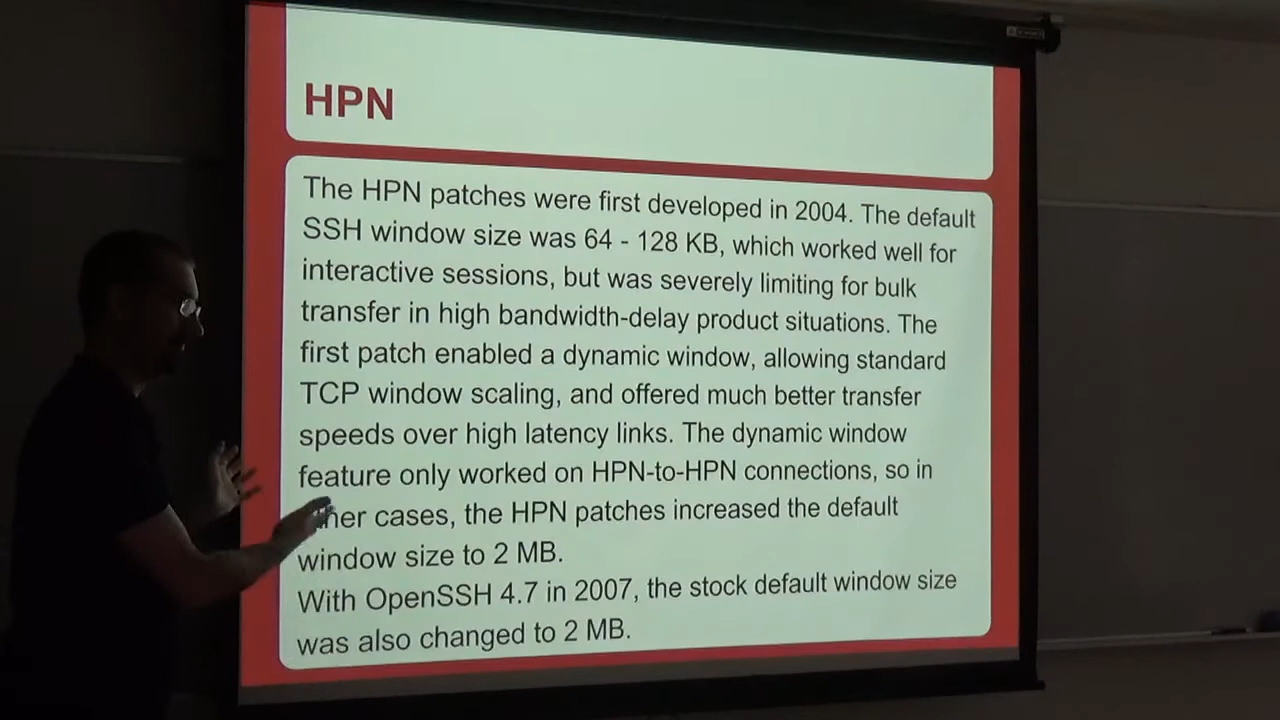 HPN
The HPN patches were first developed in 2004. The default
SSH window size was 64 - 128 KB, which worked well for
interactive sessions, but was severely limiting for bulk
transfer in high bandwidth-delay product situations. The
first patch enabled a dynamic window, allowing standard
TCP window scaling, and offered much better transfer
speeds over high latency links. The dynamic window
feature only worked on HPN-to-HPN connections, so in
cases, the HPN patches increased the default
window size to 2 MB.
With OpenSSH 4.7 in 2007, the stock default window size
was also changed to 2 MB.